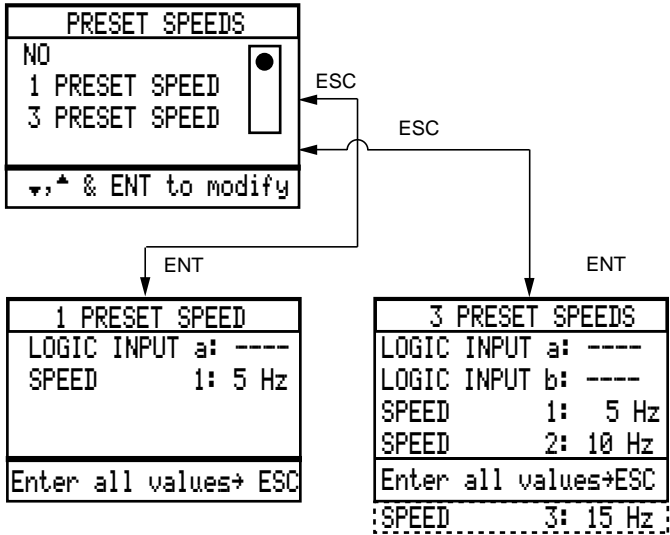 PRESET SPEEDS
NO
1 PRESET SPEED
3 PRESET SPEED
▾,▴ & ENT to modify
ESC
ESC
ENT
ENT
1 PRESET SPEED
LOGIC INPUT a: ----
SPEED 1: 5 Hz
Enter all values→ ESC
3 PRESET SPEEDS
LOGIC INPUT a: ----
LOGIC INPUT b: ----
SPEED 1: 5 Hz
SPEED 2: 10 Hz
Enter all values→ESC
SPEED 3: 15 Hz